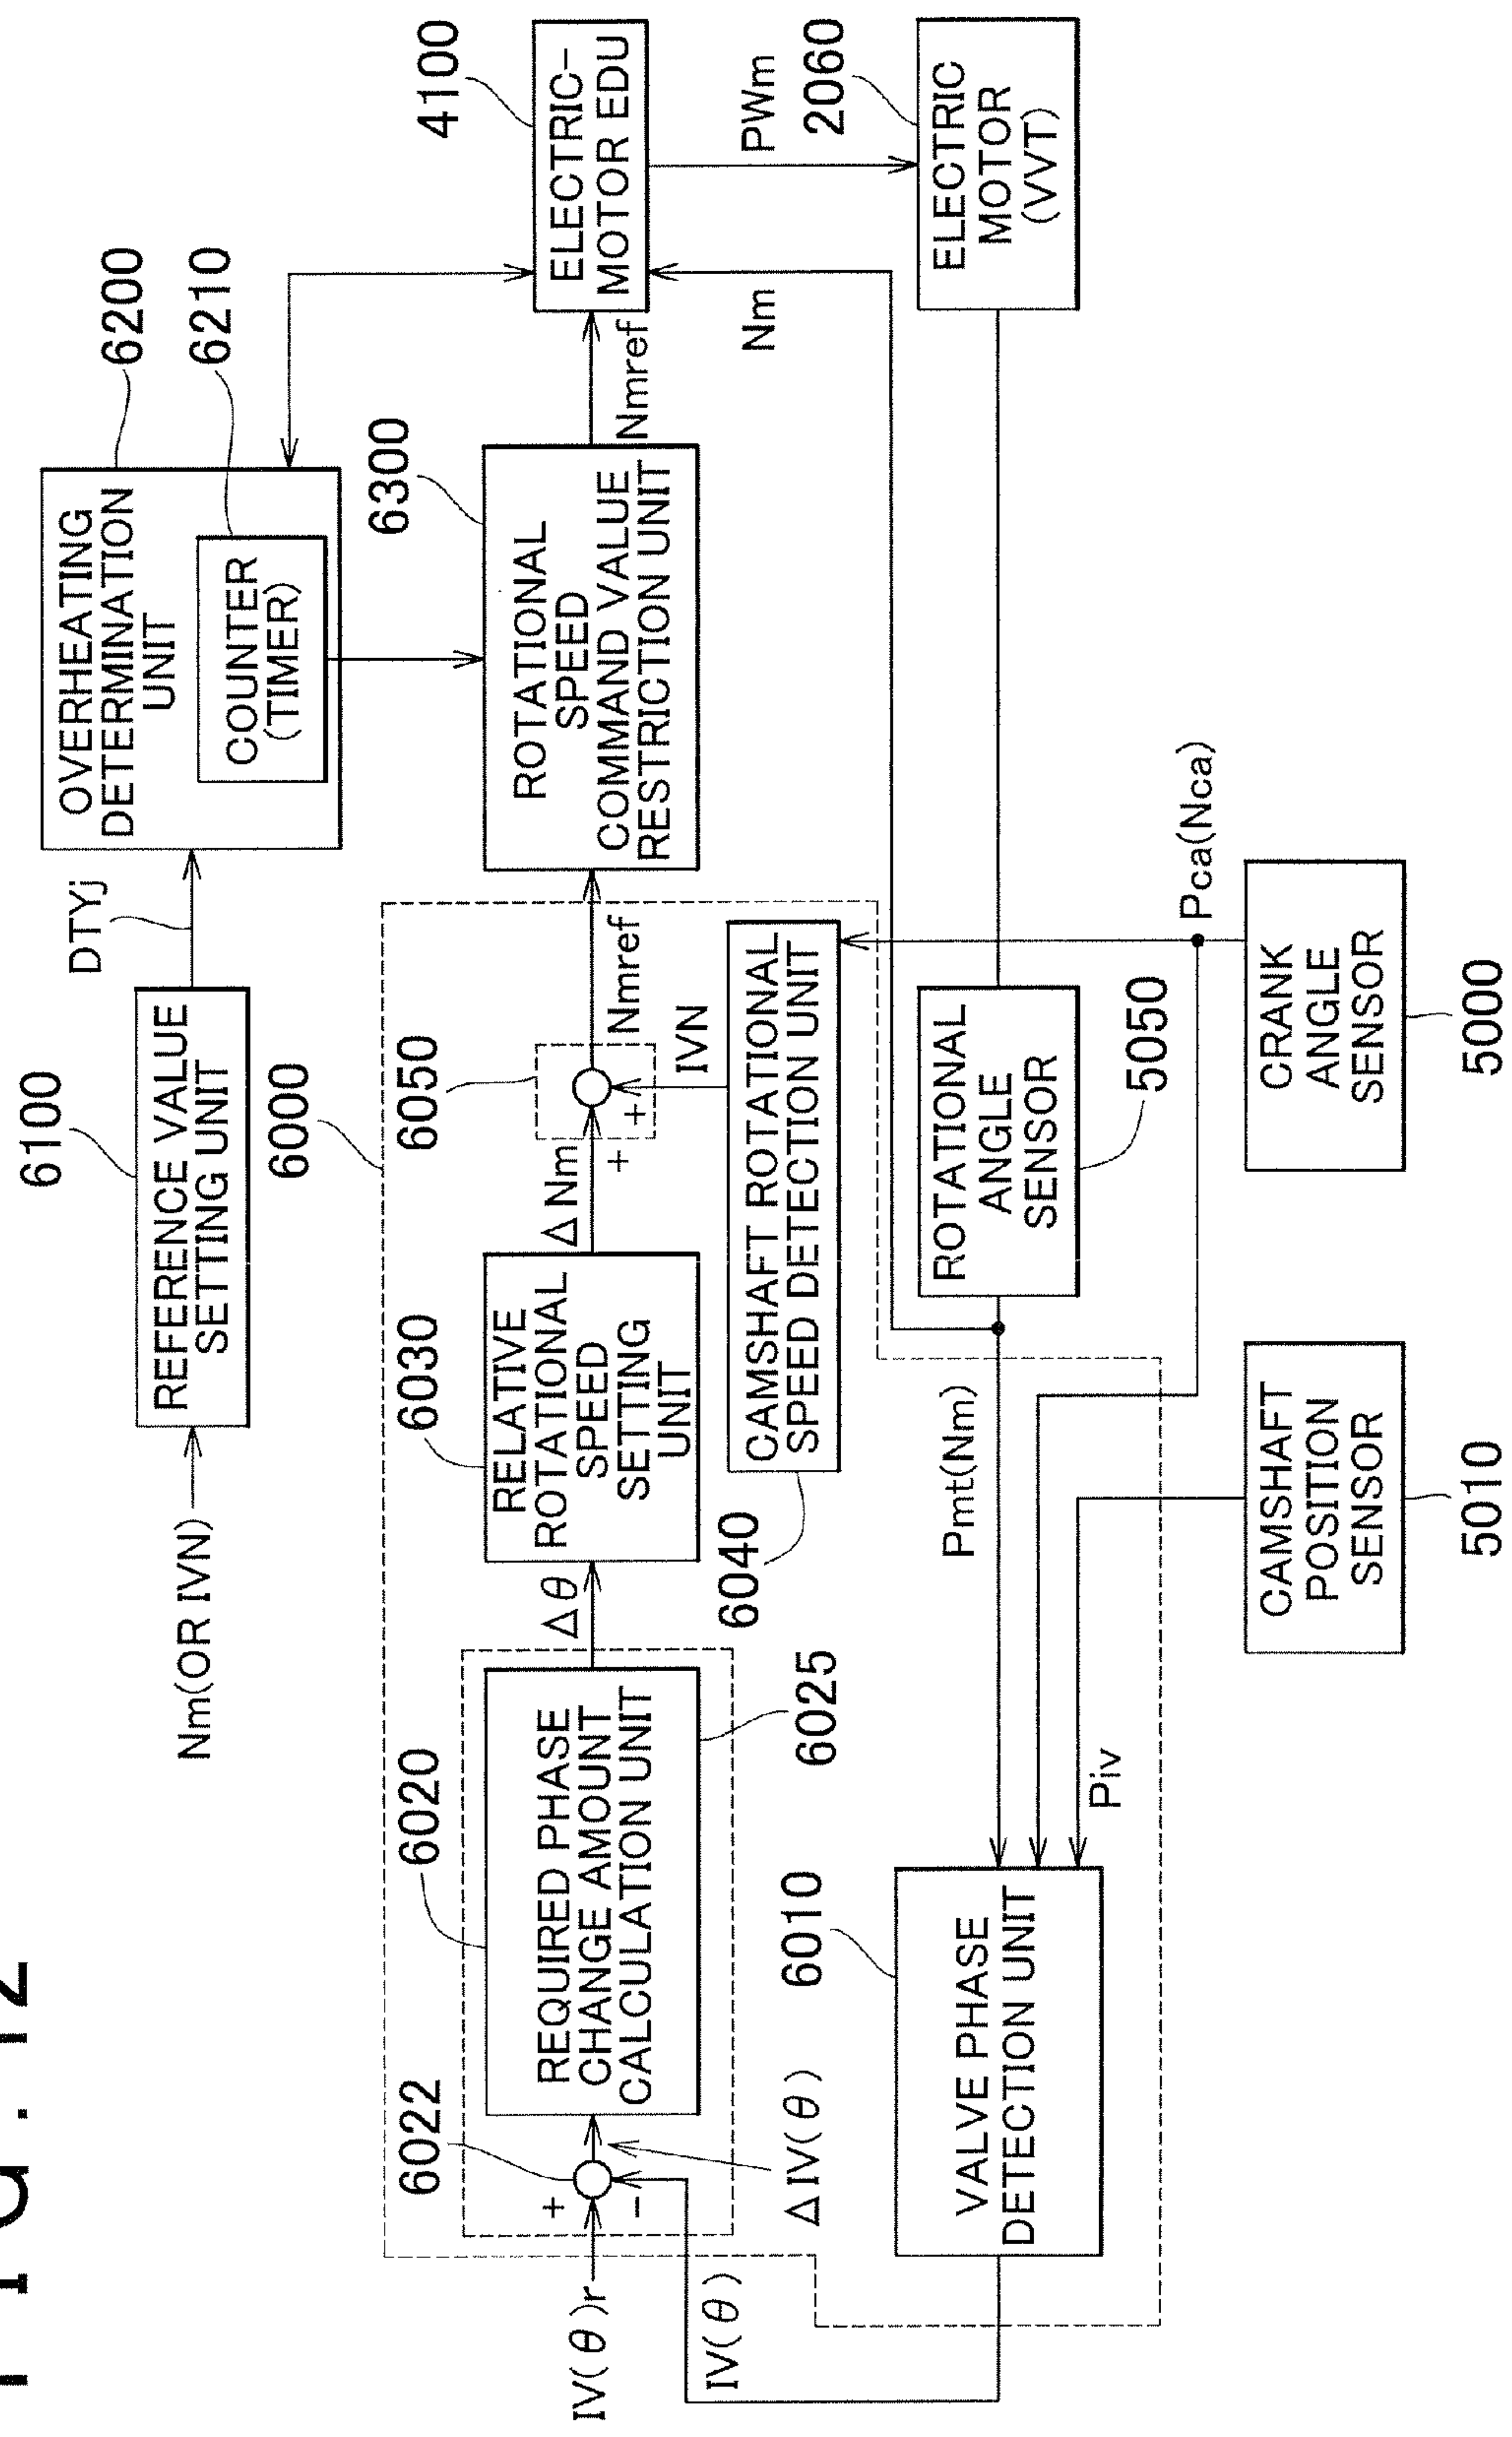 FIG. 12
6100
REFERENCE VALUE
SETTING UNIT
Nm(OR IVN)
DTYj
OVERHEATING
DETERMINATION
UNIT
COUNTER
(TIMER)
6200
6210
6000
6022
IV(θ)r
+
−
IV(θ)
ΔIV(θ)
6020
REQUIRED PHASE
CHANGE AMOUNT
CALCULATION UNIT
6025
Δθ
6030
RELATIVE
ROTATIONAL
SPEED
SETTING
UNIT
ΔNm
+
+
6050
IVN
Nmref
6300
ROTATIONAL
SPEED
COMMAND VALUE
RESTRICTION UNIT
Nmref
4100
ELECTRIC-
MOTOR EDU
6040
CAMSHAFT ROTATIONAL
SPEED DETECTION UNIT
Nm
PWm
2060
ELECTRIC
MOTOR
(VVT)
6010
VALVE PHASE
DETECTION UNIT
Pmt(Nm)
ROTATIONAL
ANGLE
SENSOR
5050
Piv
Pca(Nca)
CAMSHAFT
POSITION
SENSOR
5010
CRANK
ANGLE
SENSOR
5000